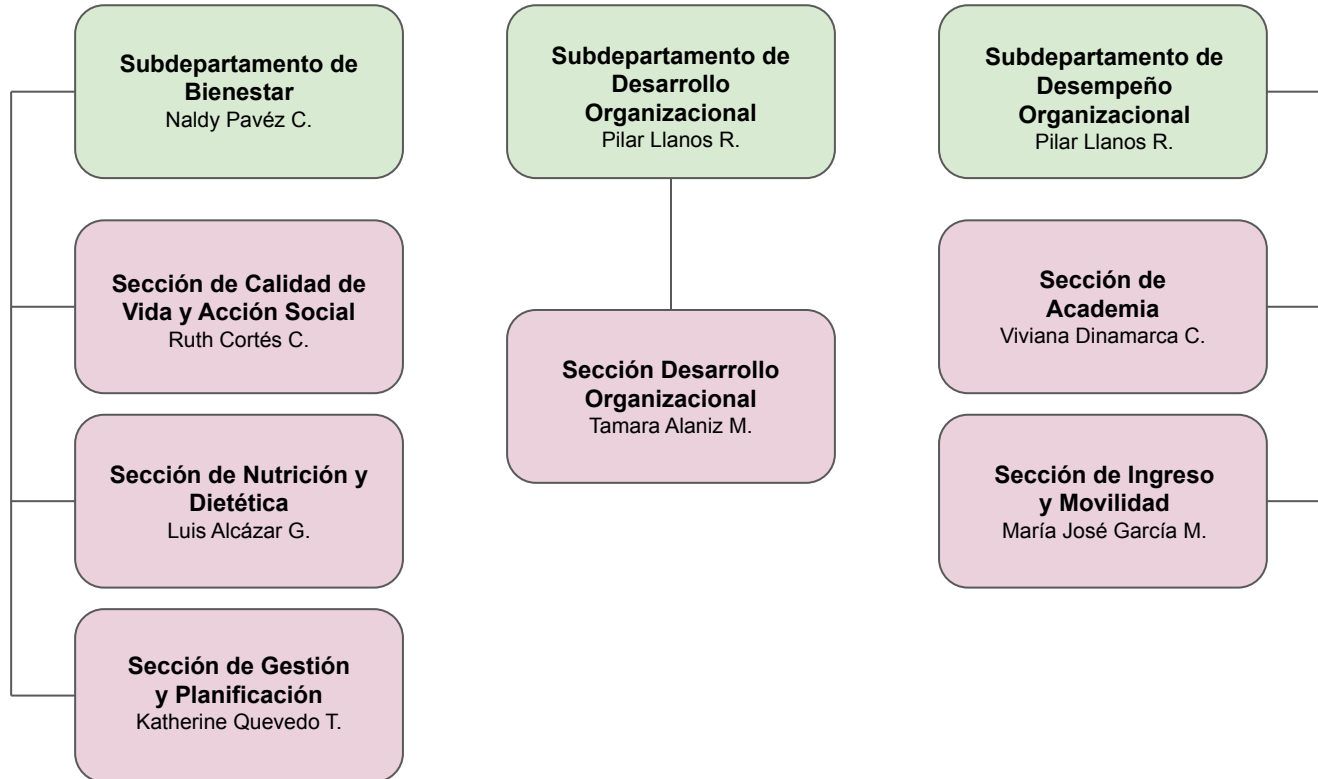 Subdepartamento de
Bienestar
Naldy Pavéz C.
Sección de Calidad de
Vida y Acción Social
Ruth Cortés C.
Sección de Nutrición y
Dietética
Luis Alcázar G.
Sección de Gestión
y Planificación
Katherine Quevedo T.
Subdepartamento de
Desarrollo
Organizacional
Pilar Llanos R.
Sección Desarrollo
Organizacional
Tamara Alaniz M.
Subdepartamento de
Desempeño
Organizacional
Pilar Llanos R.
Sección de
Academia
Viviana Dinamarca C.
Sección de Ingreso
y Movilidad
María José García M.